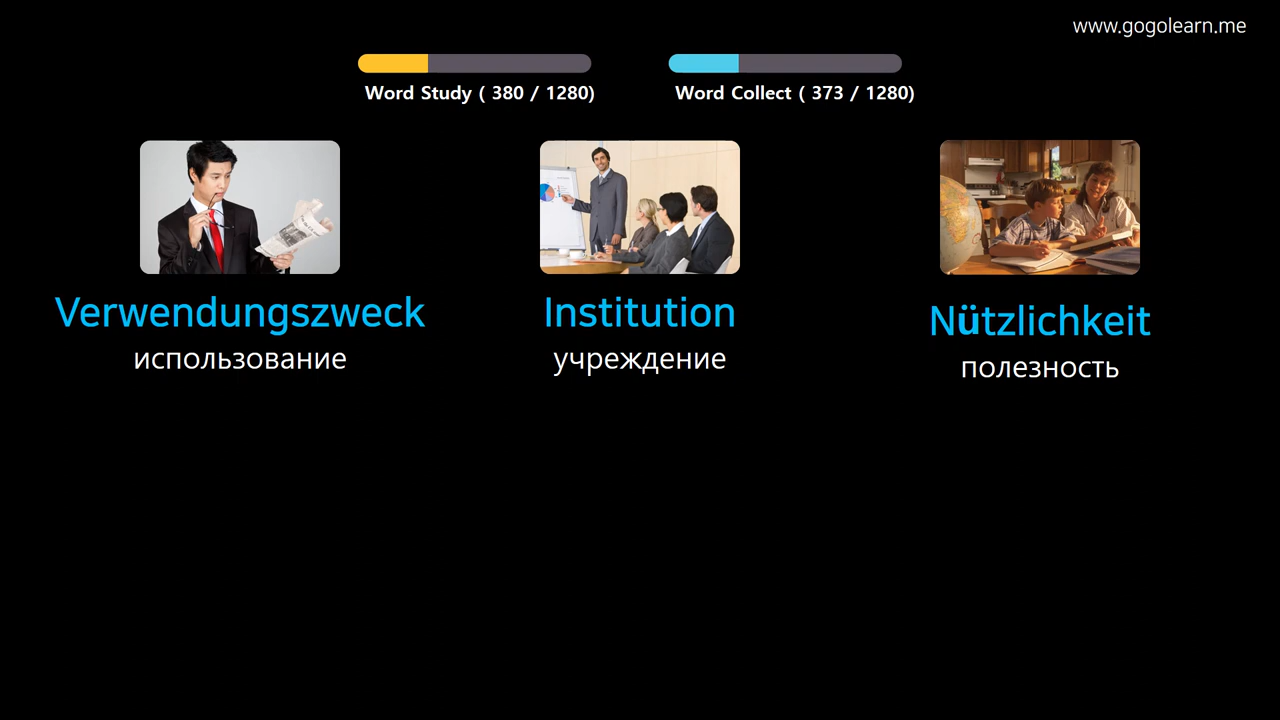 www.gogolearn.me
Word Study ( 380 / 1280)
Word Collect ( 373 / 1280)
Verwendungszweck
использование
Institution
учреждение
Nützlichkeit
полезность